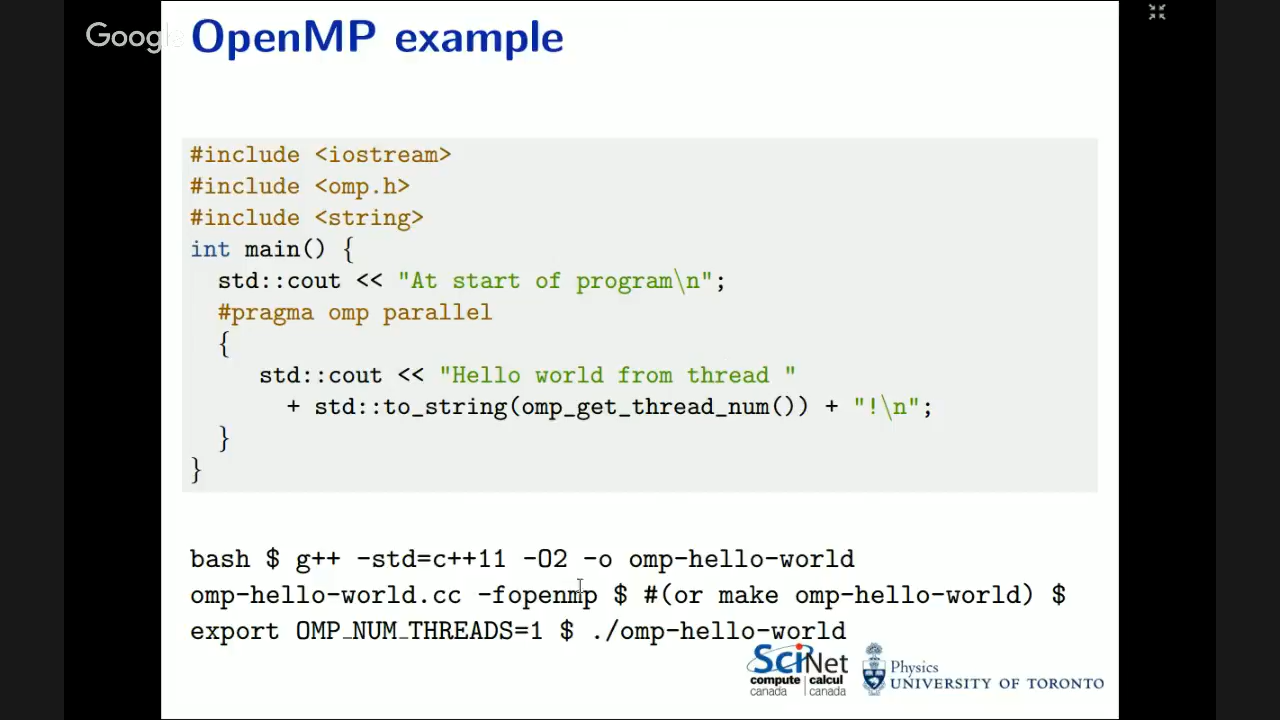 Google
OpenMP example
#include <iostream>
#include <omp.h>
#include <string>
int main() {
std::cout << "At start of program\n";
#pragma omp parallel
{
std::cout << "Hello world from thread "
+ std::to_string(omp_get_thread_num()) + "!\n";
}
}
bash $ g++ -std=c++11 -O2 -o omp-hello-world
omp-hello-world.cc -fopenmp $ #(or make omp-hello-world) $
export OMP_NUM_THREADS=1 $ ./omp-hello-world
SciNet
compute | calcul
canada | canada
Physics
UNIVERSITY OF TORONTO